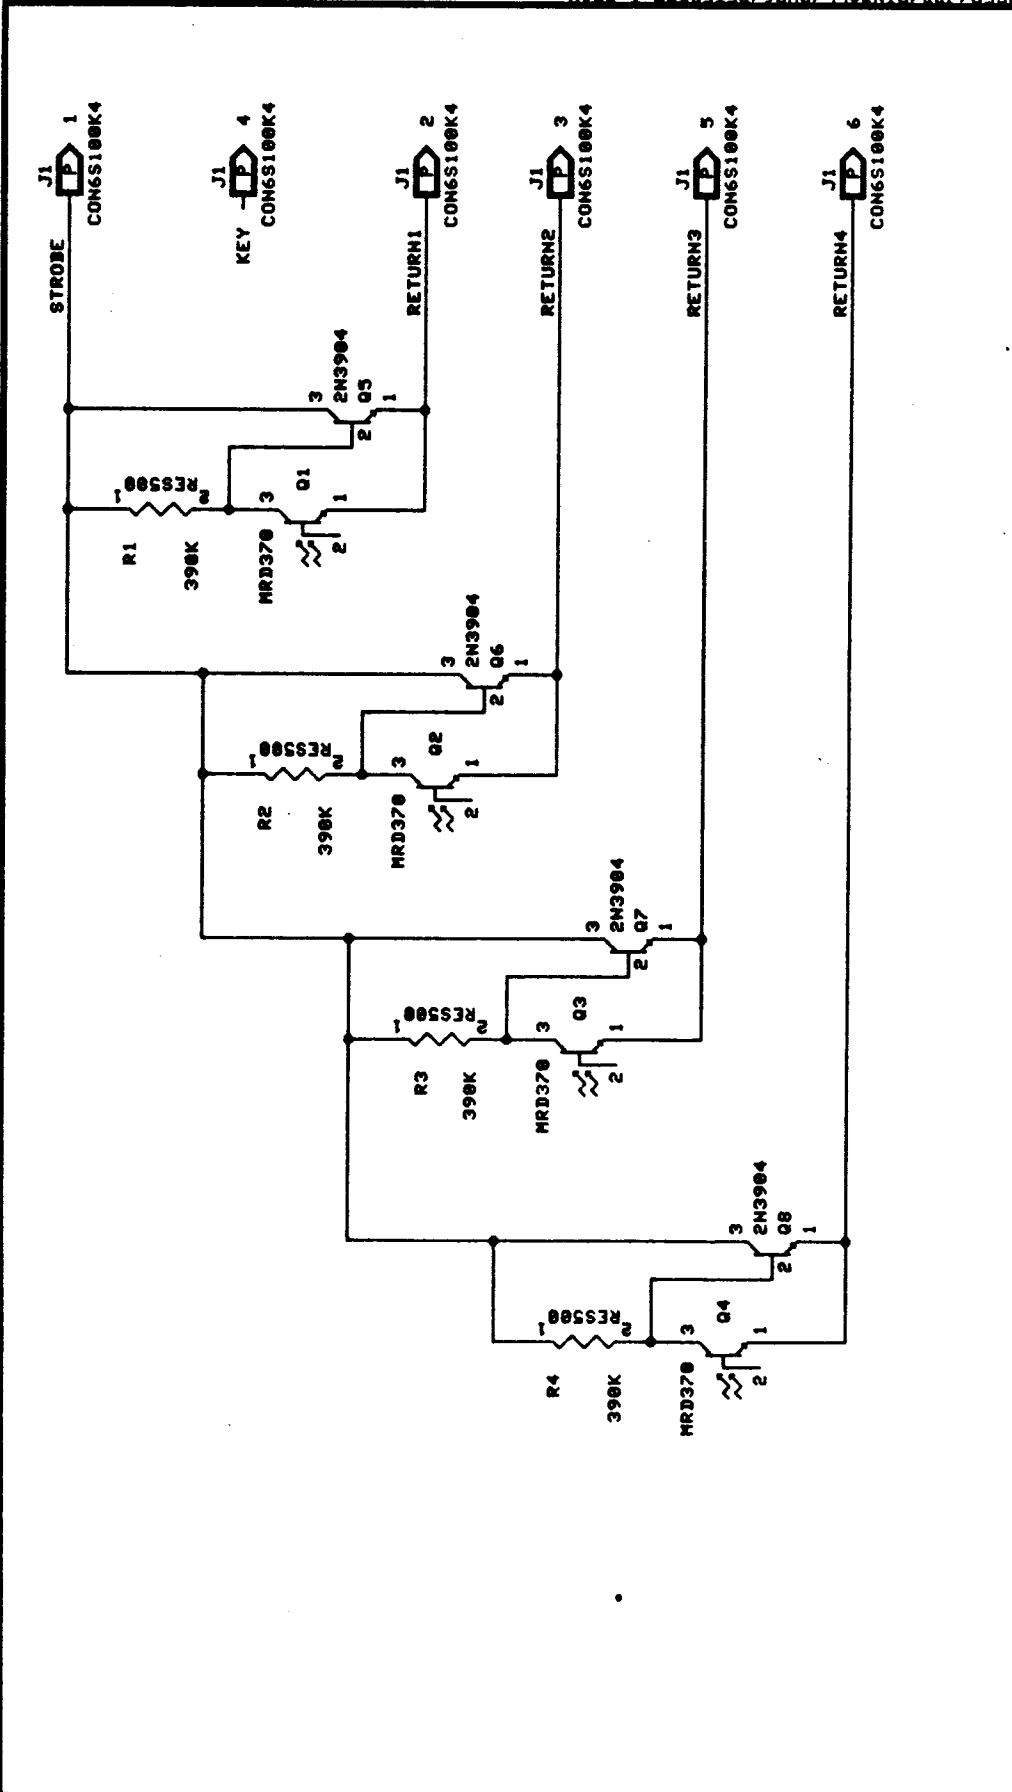 J1
1
CON6S100K4
STROBE
J1
4
CON6S100K4
KEY
J1
2
CON6S100K4
RETURN1
J1
3
CON6S100K4
RETURN2
J1
5
CON6S100K4
RETURN3
J1
6
CON6S100K4
RETURN4
P
P
P
P
P
P
R1
390K
RES500
1
2
MRD370
Q1
3
1
2
2N3904
Q5
3
1
2
R2
390K
RES500
1
2
MRD370
Q2
3
1
2
2N3904
Q6
3
1
2
R3
390K
RES500
1
2
MRD370
Q3
3
1
2
2N3904
Q7
3
1
2
R4
390K
RES500
1
2
MRD370
Q4
3
1
2
2N3904
Q8
3
1
2